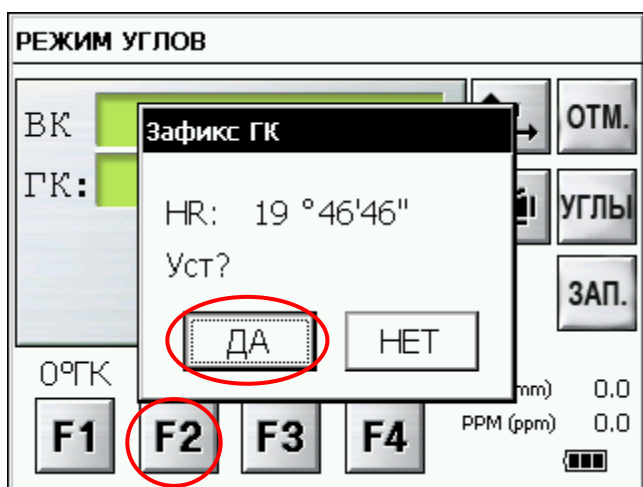 РЕЖИМ УГЛОВ
ВК
ГК:
ОТМ.
УГЛЫ
ЗАП.
Зафикс ГК
HR: 19 °46'46"
Уст?
ДА НЕТ
0°ГК
mm) 0.0
PPM (ppm) 0.0
F1 F2 F3 F4